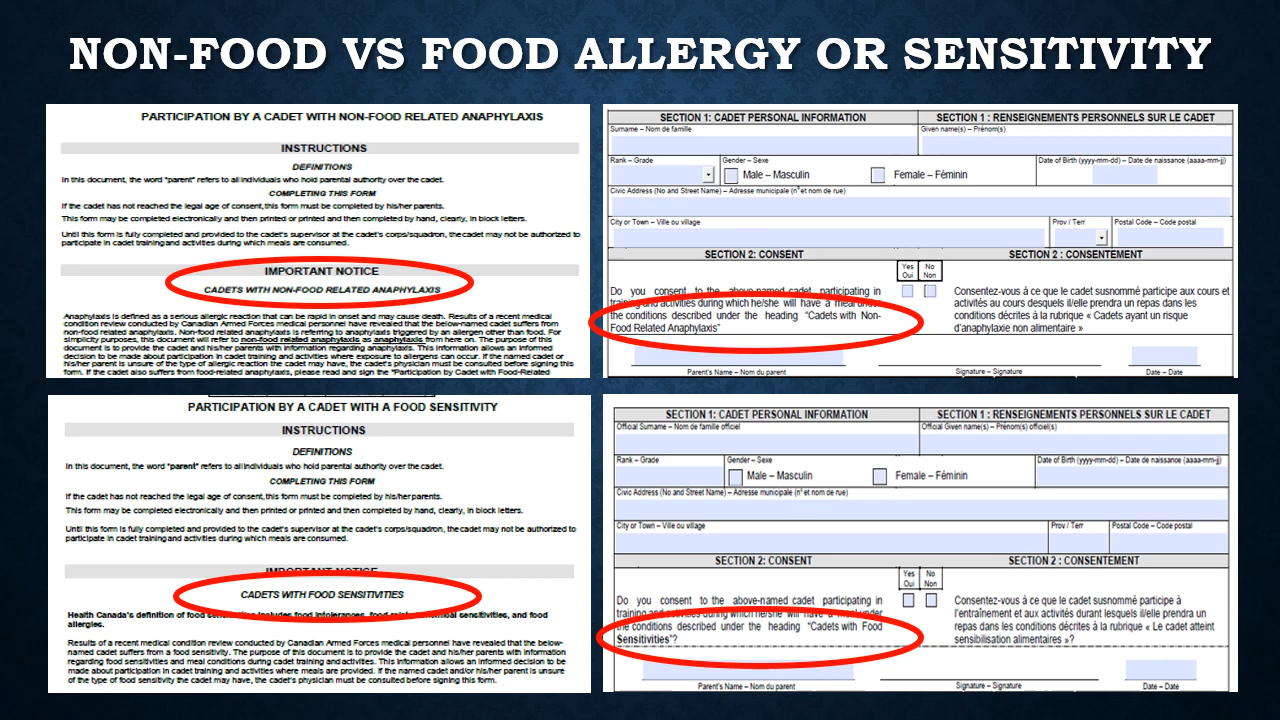 NON-FOOD VS FOOD ALLERGY OR SENSITIVITY
PARTICIPATION BY A CADET WITH NON-FOOD RELATED ANAPHYLAXIS
INSTRUCTIONS
DEFINITIONS
In this document, the word "parent" refers to all individuals who hold parental authority over the cadet.
COMPLETING THIS FORM
If the cadet has not reached the legal age of consent, this form must be completed by his/her parents.
This form may be completed electronically and then printed or printed and then completed by hand, clearly, in block letters.
Until this form is fully completed and provided to the cadet's supervisor at the cadet's corps/squadron, the cadet may not be authorized to
participate in cadet training and activities during which meals are consumed.
IMPORTANT NOTICE
CADETS WITH NON-FOOD RELATED ANAPHYLAXIS
Anaphylaxis is defined as a serious allergic reaction that can be rapid in onset and may cause death. Results of a recent medical
condition review conducted by Canadian Armed Forces medical personnel have revealed that the below-named cadet suffers from
non-food related anaphylaxis. Non-food related anaphylaxis is referring to anaphylaxis triggered by an allergen other than food. For
simplicity purposes, this document will refer to non-food related anaphylaxis as anaphylaxis from here on. The purpose of this
document is to provide the cadet and his/her parents with information regarding anaphylaxis. This information allows an informed
decision to be made about participation in cadet training and activities where exposure to allergens can occur. If the named cadet or
his/her parent is unsure of the type of allergic reaction the cadet may have, the cadet's physician must be consulted before signing this
form. If the cadet also suffers from food-related anaphylaxis, please read and sign the "Participation by Cadet with Food-Related
SECTION 1: CADET PERSONAL INFORMATION
SECTION 1 : RENSEIGNEMENTS PERSONNELS SUR LE CADET
Surname – Nom de famille
Given name(s) – Prénom(s)
Rank – Grade
Gender – Sexe
Male – Masculin
Female – Féminin
Date of Birth (yyyy-mm-dd) – Date de naissance (aaaa-mm-jj)
Civic Address (No and Street Name) – Adresse municipale (nº et nom de rue)
City or Town – Ville ou village
Prov / Terr
Postal Code – Code postal
SECTION 2: CONSENT
SECTION 2 : CONSENTEMENT
Yes No
Oui Non
Do you consent to the above-named cadet participating in
training and activities during which he/she will have a meal under
the conditions described under the heading "Cadets with Non-
Food Related Anaphylaxis"
Consentez-vous à ce que le cadet susnommé participe aux cours et
activités au cours desquels il/elle prendra un repas dans les
conditions décrites à la rubrique « Cadets ayant un risque
d'anaphylaxie non alimentaire »
Parent's Name – Nom du parent
Signature – Signature
Date – Date
PARTICIPATION BY A CADET WITH A FOOD SENSITIVITY
INSTRUCTIONS
DEFINITIONS
In this document, the word "parent" refers to all individuals who hold parental authority over the cadet.
COMPLETING THIS FORM
If the cadet has not reached the legal age of consent, this form must be completed by his/her parents.
This form may be completed electronically and then printed or printed and then completed by hand, clearly, in block letters.
Until this form is fully completed and provided to the cadet's supervisor at the cadet's corps/squadron, the cadet may not be authorized to
participate in cadet training and activities during which meals are consumed.
IMPORTANT NOTICE
CADETS WITH FOOD SENSITIVITIES
Health Canada's definition of food includes food intolerances, food sensitivities, and food
allergies.
Results of a recent medical condition review conducted by Canadian Armed Forces medical personnel have revealed that the below-
named cadet suffers from a food sensitivity. The purpose of this document is to provide the cadet and his/her parents with information
regarding food sensitivities and meal conditions during cadet training and activities. This information allows an informed decision to be
made about participation in cadet training and activities where meals are provided. If the named cadet and/or his/her parent is unsure
of the type of food sensitivity the cadet may have, the cadet's physician must be consulted before signing this form.
SECTION 1: CADET PERSONAL INFORMATION
SECTION 1 : RENSEIGNEMENTS PERSONNELS SUR LE CADET
Official Surname – Nom de famille officiel
Official Given name(s) – Prénom(s) officiel(s)
Rank – Grade
Gender – Sexe
Male – Masculin
Female – Féminin
Date of Birth (yyyy-mm-dd) – Date de naissance (aaaa-mm-jj)
Civic Address (No and Street Name) – Adresse municipale (nº et nom de rue)
City or Town – Ville ou village
Prov / Terr
Postal Code – Code postal
SECTION 2: CONSENT
SECTION 2 : CONSENTEMENT
Yes No
Oui Non
Do you consent to the above-named cadet participating in
training and activities during which he/she will have a meal under
the conditions described under the heading "Cadets with Food
Sensitivities"?
Consentez-vous à ce que le cadet susnommé participe à
l'entraînement et aux activités durant lesquels il/elle prendra un
repas dans les conditions décrites à la rubrique « Le cadet atteint
sensibilisation alimentaires »?
Parent's Name – Nom du parent
Signature – Signature
Date – Date